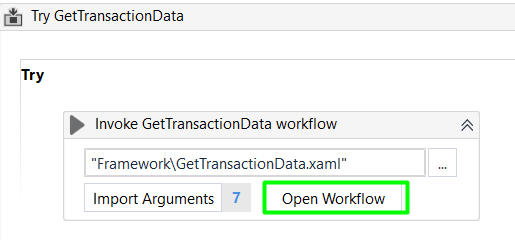 Try GetTransactionData
Try
Invoke GetTransactionData workflow
"Framework\GetTransactionData.xaml"
...
Import Arguments 7 Open Workflow